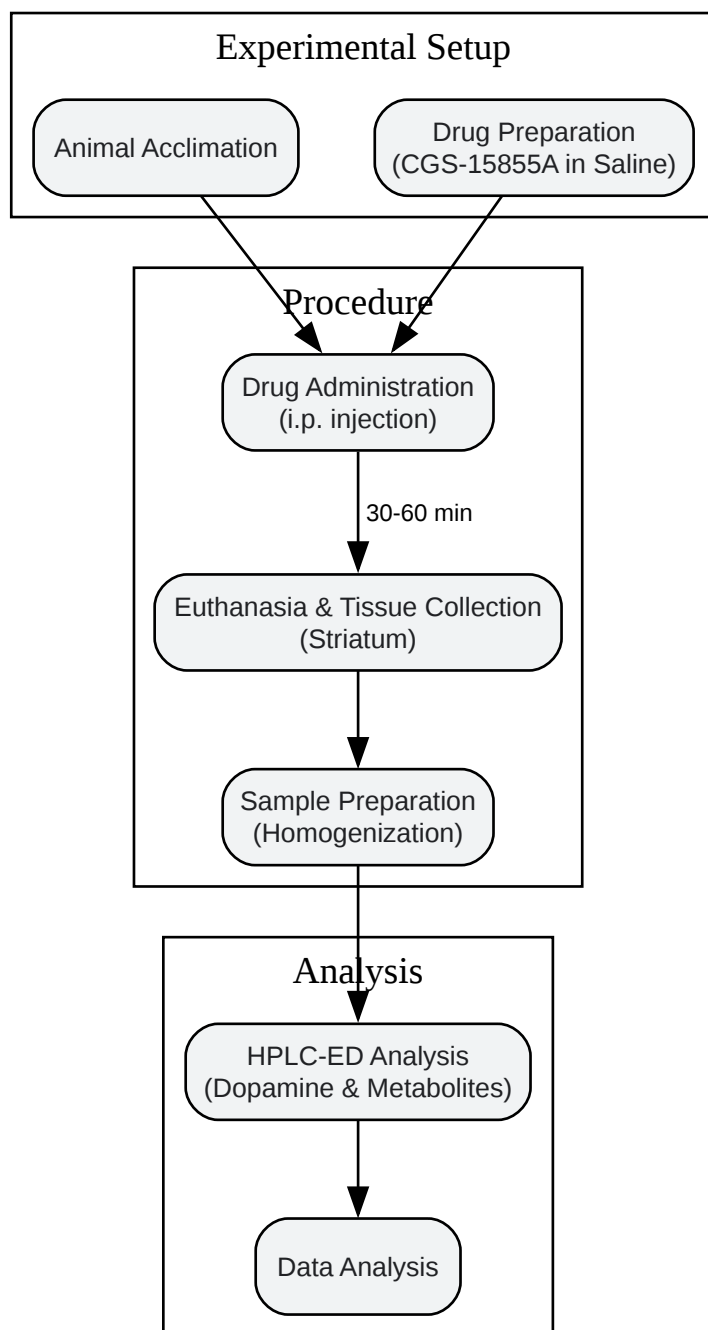 Experimental Setup
Animal Acclimation
Drug Preparation
(CGS-15855A in Saline)
Procedure
Drug Administration
(i.p. injection)
30-60 min
Euthanasia & Tissue Collection
(Striatum)
Sample Preparation
(Homogenization)
Analysis
HPLC-ED Analysis
(Dopamine & Metabolites)
Data Analysis